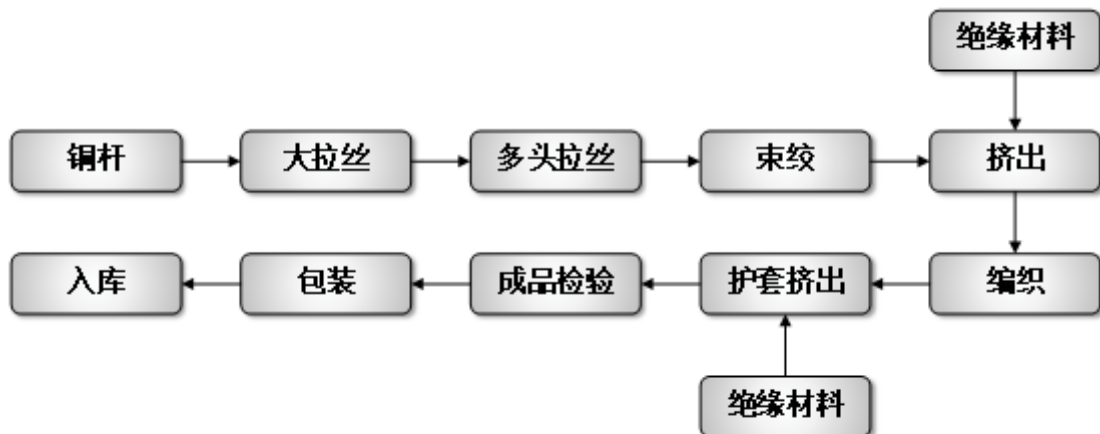 绝缘材料
铜杆
大拉丝
多头拉丝
束绞
挤出
入库
包装
成品检验
护套挤出
编织
绝缘材料